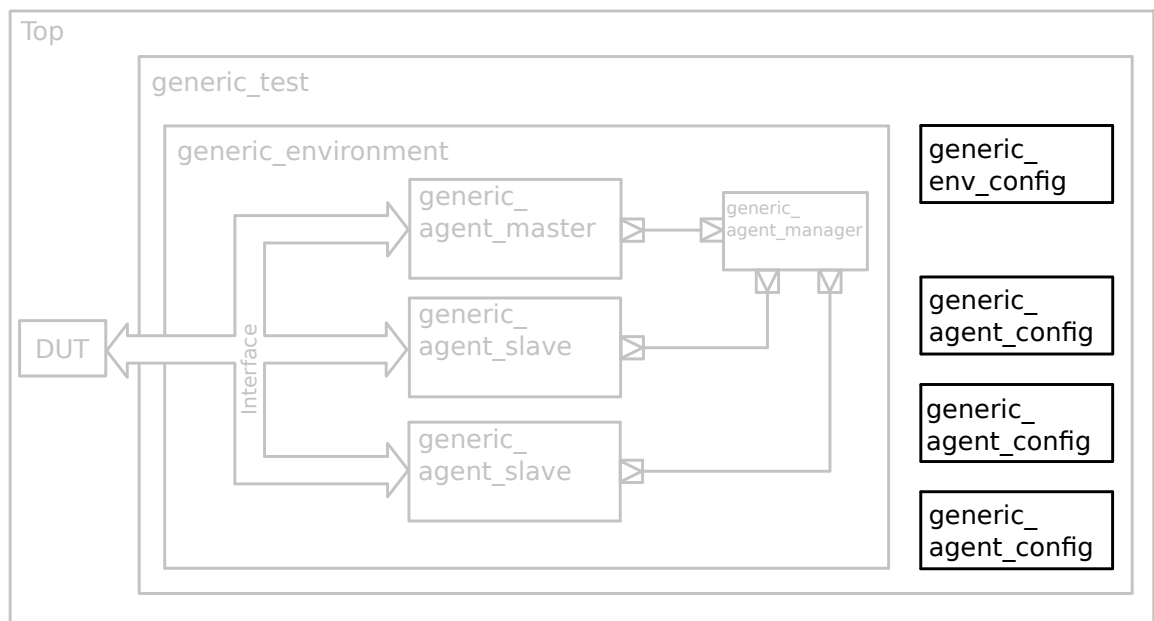 Top
generic_test
generic_environment
generic_
agent_master
generic_
agent_manager
generic_
env_config
generic_
agent_slave
generic_
agent_config
DUT
Interface
generic_
agent_config
generic_
agent_slave
generic_
agent_config